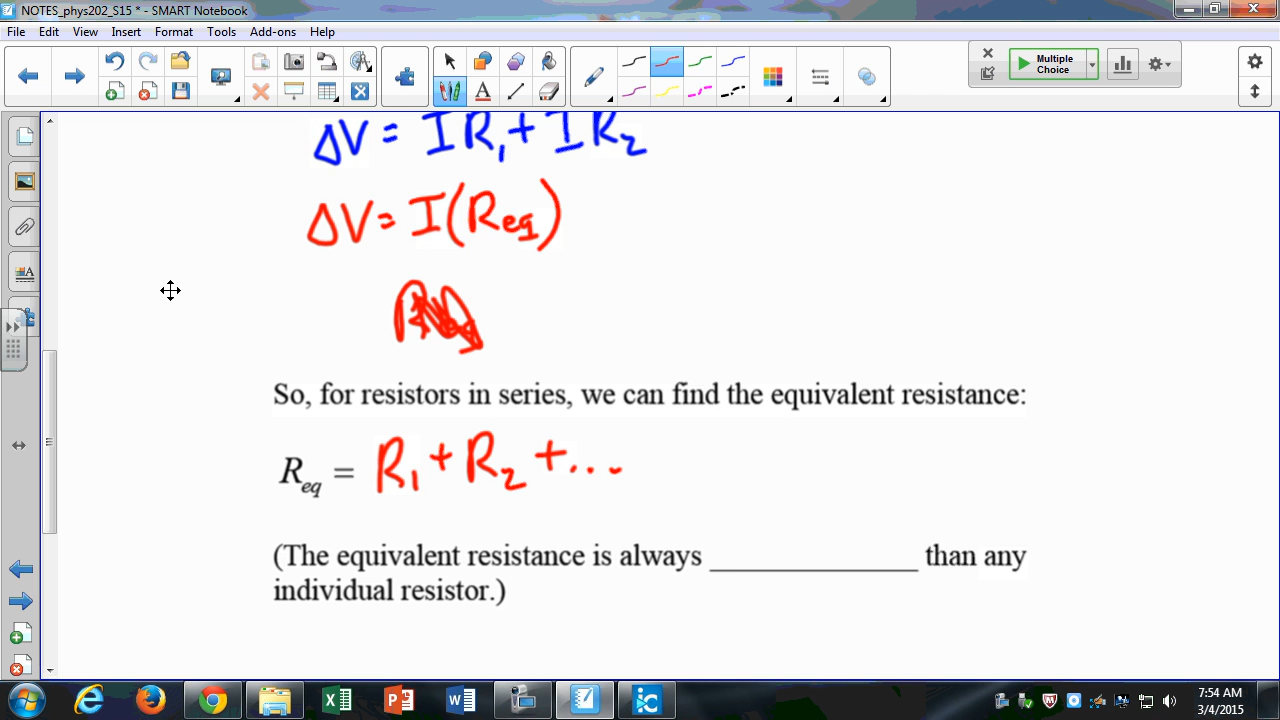 NOTES_phys202_S15 * - SMART Notebook
File Edit View Insert Format Tools Add-ons Help
Multiple
Choice
ΔV = IR₁ + IR₂
ΔV = I(Req)
So, for resistors in series, we can find the equivalent resistance:
Req = R₁ + R₂ + ...
(The equivalent resistance is always _______________ than any
individual resistor.)
7:54 AM
3/4/2015